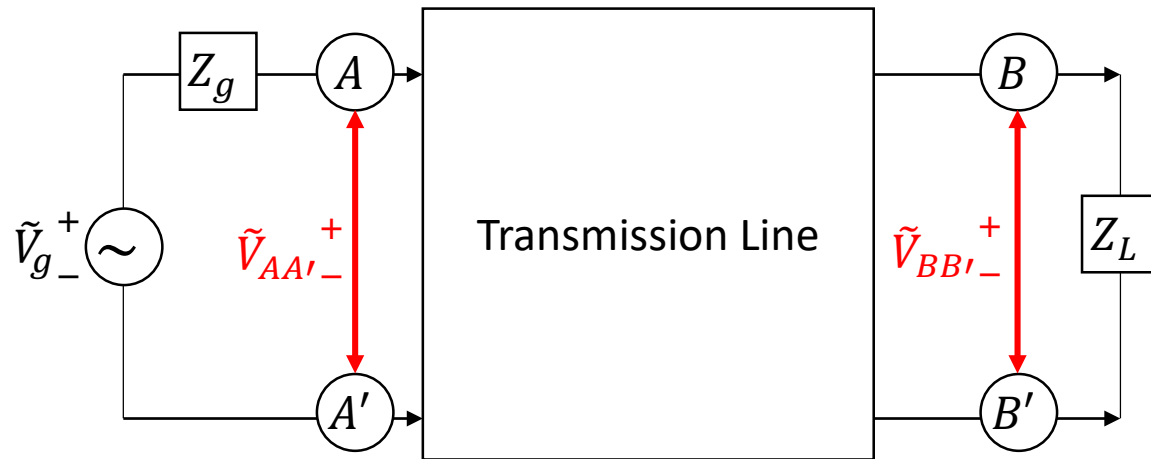 Z_g
A
B
Ṽ_g
+
−
~
Ṽ_AA′
+
−
Transmission Line
Ṽ_BB′
+
−
Z_L
A′
B′